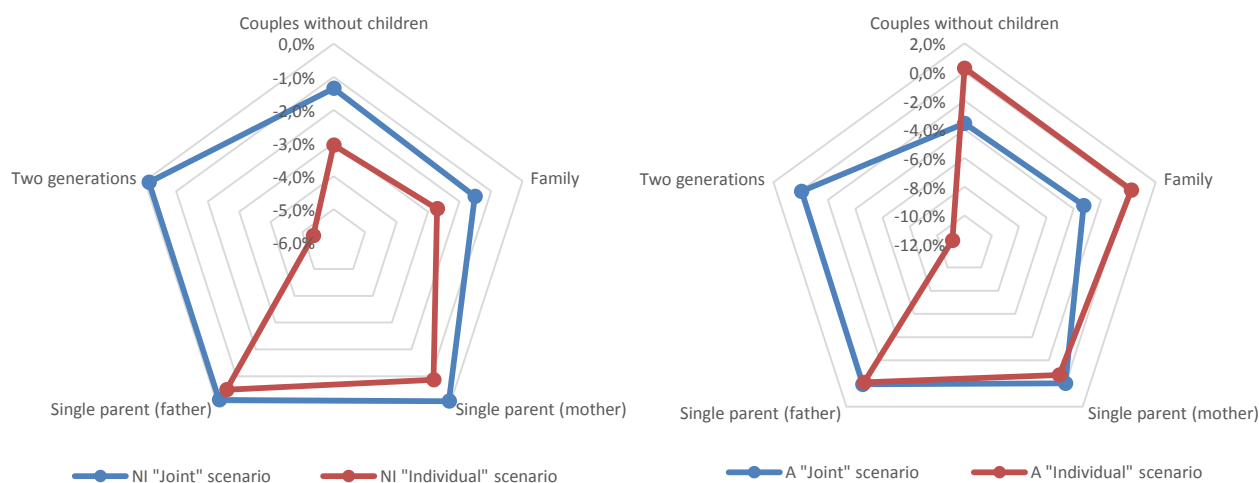 Couples without children
0,0%
-1,0%
-2,0%
-3,0%
-4,0%
-5,0%
-6,0%
Family
Two generations
Single parent (father)
Single parent (mother)
NI "Joint" scenario
NI "Individual" scenario
Couples without children
2,0%
0,0%
-2,0%
-4,0%
-6,0%
-8,0%
-10,0%
-12,0%
Family
Two generations
Single parent (father)
Single parent (mother)
A "Joint" scenario
A "Individual" scenario